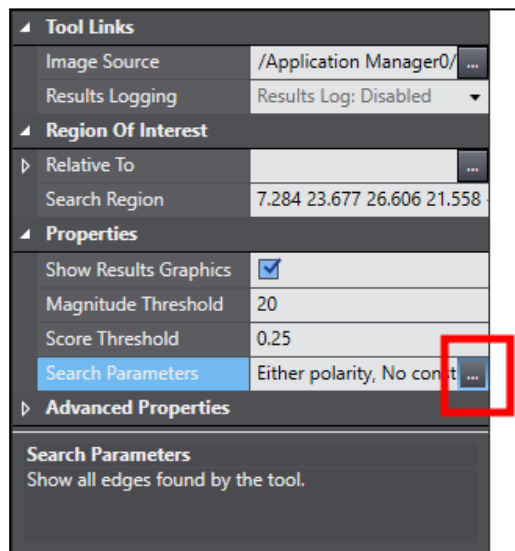 Tool Links
Image Source /Application Manager0/ ...
Results Logging Results Log: Disabled
Region Of Interest
Relative To ...
Search Region 7.284 23.677 26.606 21.558
Properties
Show Results Graphics
Magnitude Threshold 20
Score Threshold 0.25
Search Parameters Either polarity, No const ...
Advanced Properties
Search Parameters
Show all edges found by the tool.